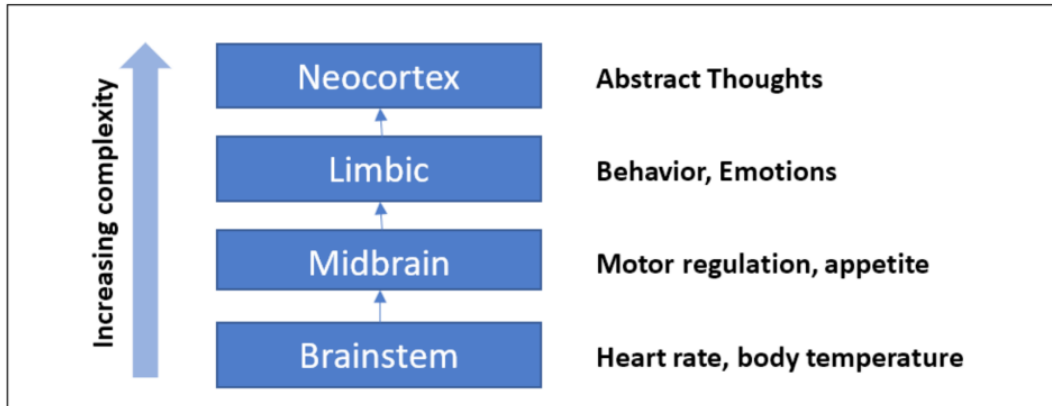 Increasing complexity
Neocortex
Abstract Thoughts
Limbic
Behavior, Emotions
Midbrain
Motor regulation, appetite
Brainstem
Heart rate, body temperature